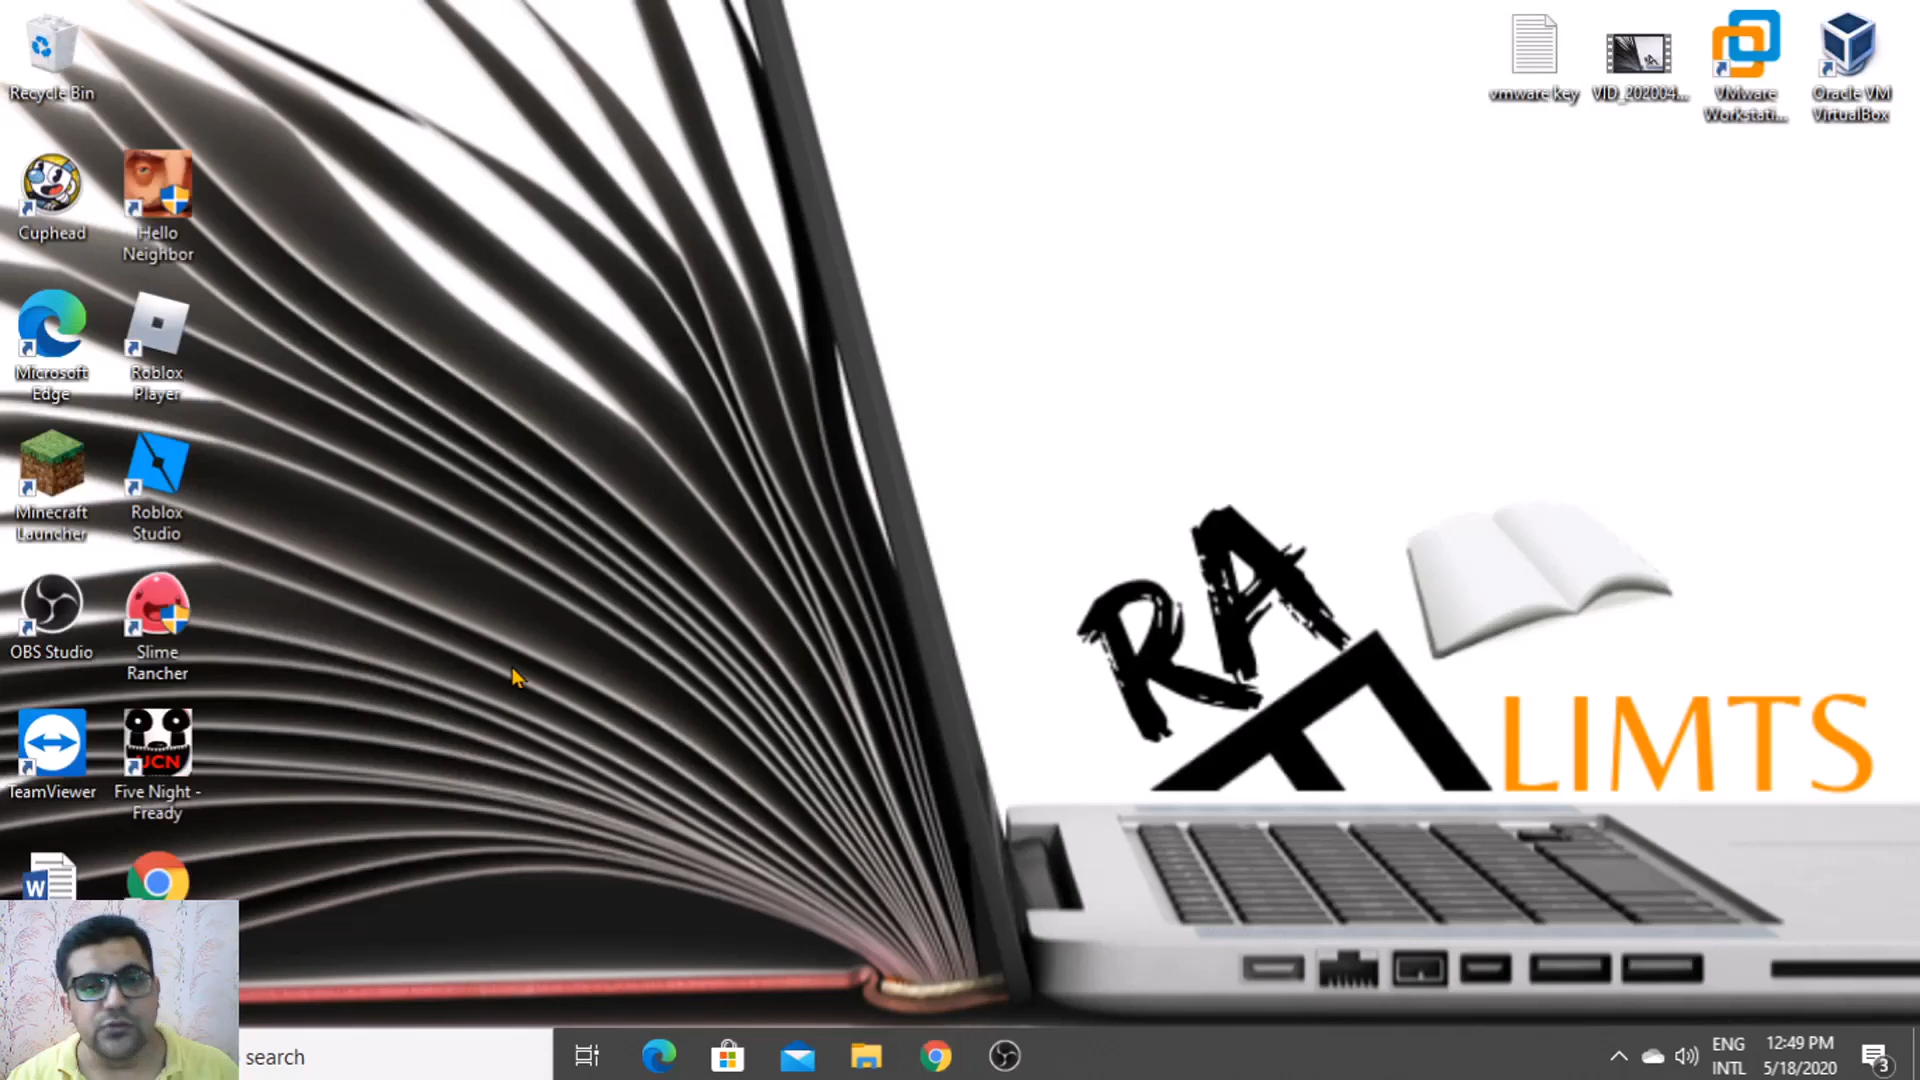 Recycle Bin
vmware key
VID_202004...
VMware
Workstati...
Oracle VM
VirtualBox
Cuphead
Hello
Neighbor
Microsoft
Edge
Roblox
Player
Minecraft
Launcher
Roblox
Studio
OBS Studio
Slime
Rancher
TeamViewer
UCN
Five Night -
Fready
W
RA
LIMTS
search
ENG
INTL
12:49 PM
5/18/2020
3